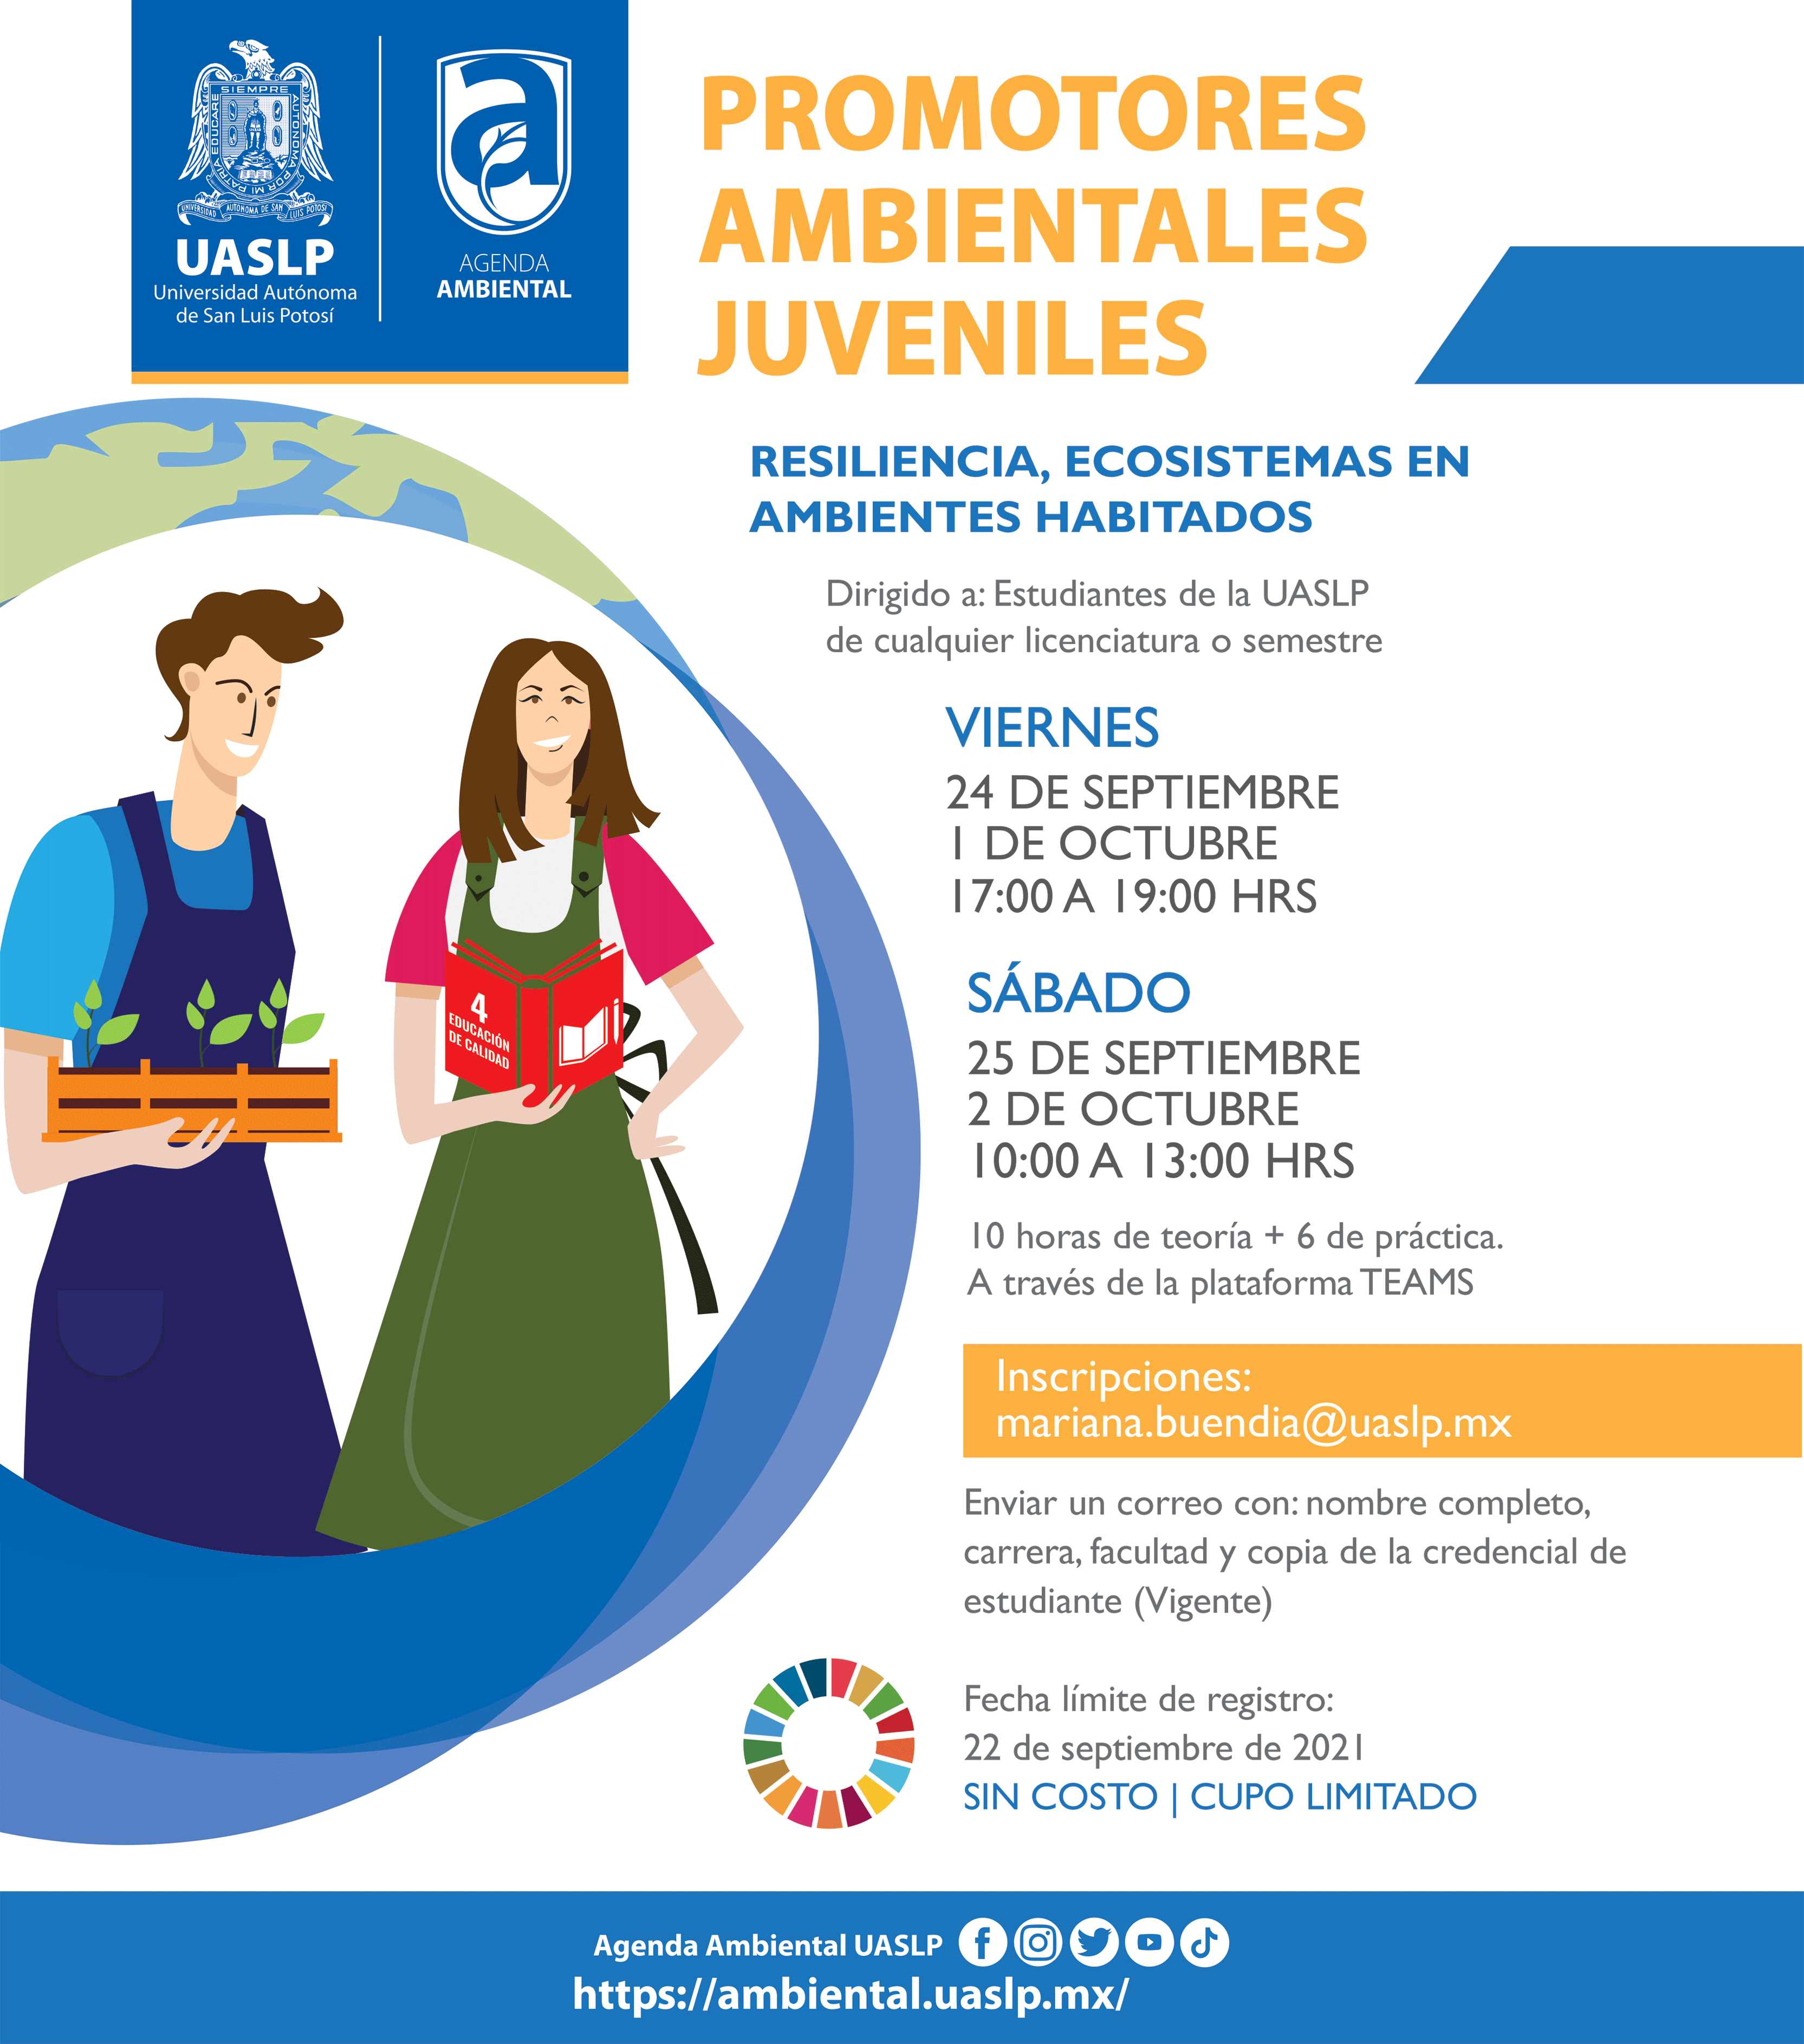 SIEMPRE AUTÓNOMA
POR MI PATRIA EDUCARÉ
UNIVERSIDAD AUTÓNOMA DE SAN LUIS POTOSÍ
UASLP
Universidad Autónoma
de San Luis Potosí
a
AGENDA
AMBIENTAL
PROMOTORES
AMBIENTALES
JUVENILES
RESILIENCIA, ECOSISTEMAS EN
AMBIENTES HABITADOS
Dirigido a: Estudiantes de la UASLP
de cualquier licenciatura o semestre
VIERNES
24 DE SEPTIEMBRE
1 DE OCTUBRE
17:00 A 19:00 HRS
SÁBADO
25 DE SEPTIEMBRE
2 DE OCTUBRE
10:00 A 13:00 HRS
4
EDUCACIÓN
DE CALIDAD
10 horas de teoría + 6 de práctica.
A través de la plataforma TEAMS
Inscripciones:
mariana.buendia@uaslp.mx
Enviar un correo con: nombre completo,
carrera, facultad y copia de la credencial de
estudiante (Vigente)
Fecha límite de registro:
22 de septiembre de 2021
SIN COSTO | CUPO LIMITADO
Agenda Ambiental UASLP
https://ambiental.uaslp.mx/